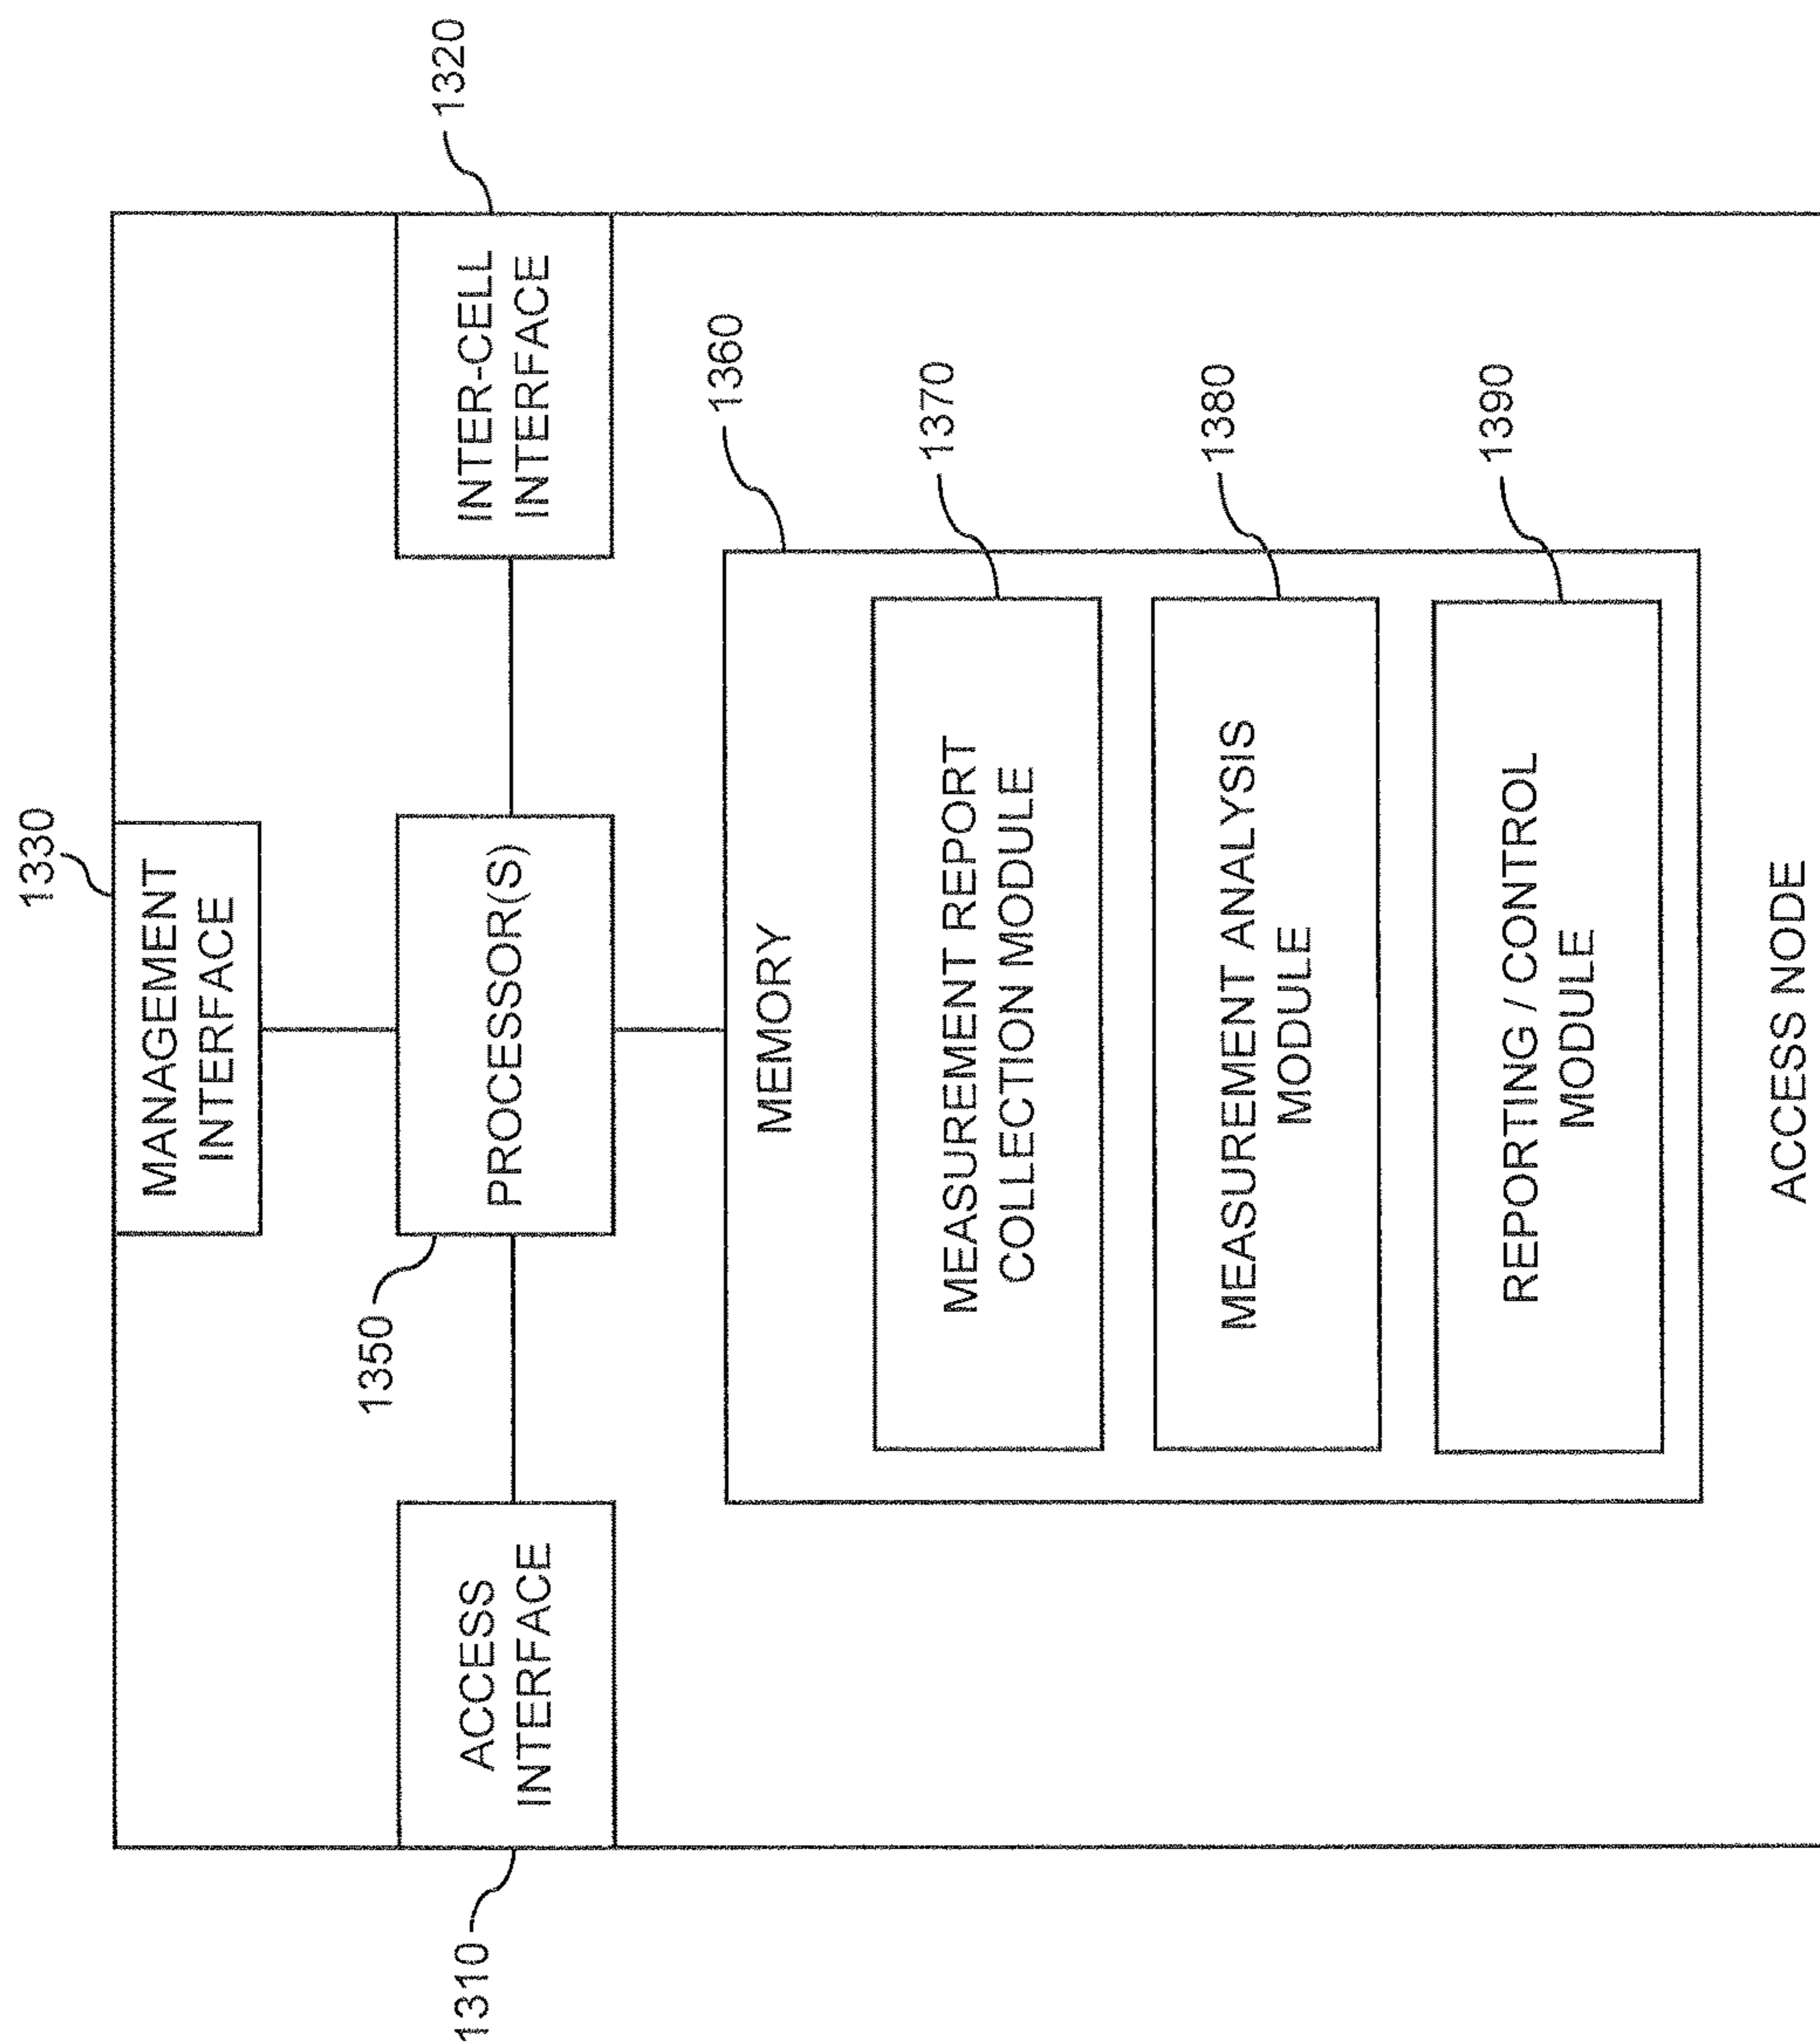 1330
MANAGEMENT
INTERFACE
1310
ACCESS
INTERFACE
1350
PROCESSOR(S)
INTER-CELL
INTERFACE
1320
MEMORY
1360
MEASUREMENT REPORT
COLLECTION MODULE
1370
MEASUREMENT ANALYSIS
MODULE
1380
REPORTING / CONTROL
MODULE
1390
ACCESS NODE